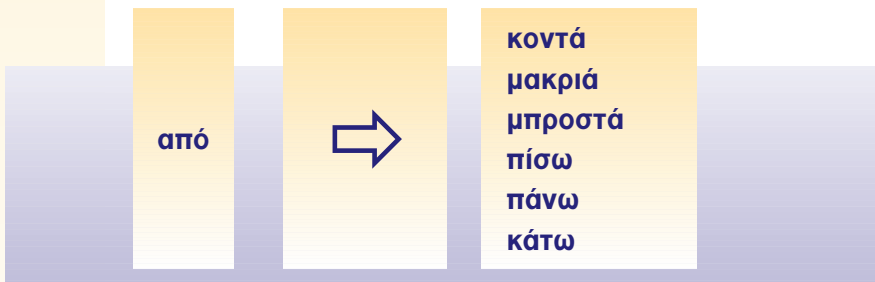 από
κοντά
μακριά
μπροστά
πίσω
πάνω
κάτω